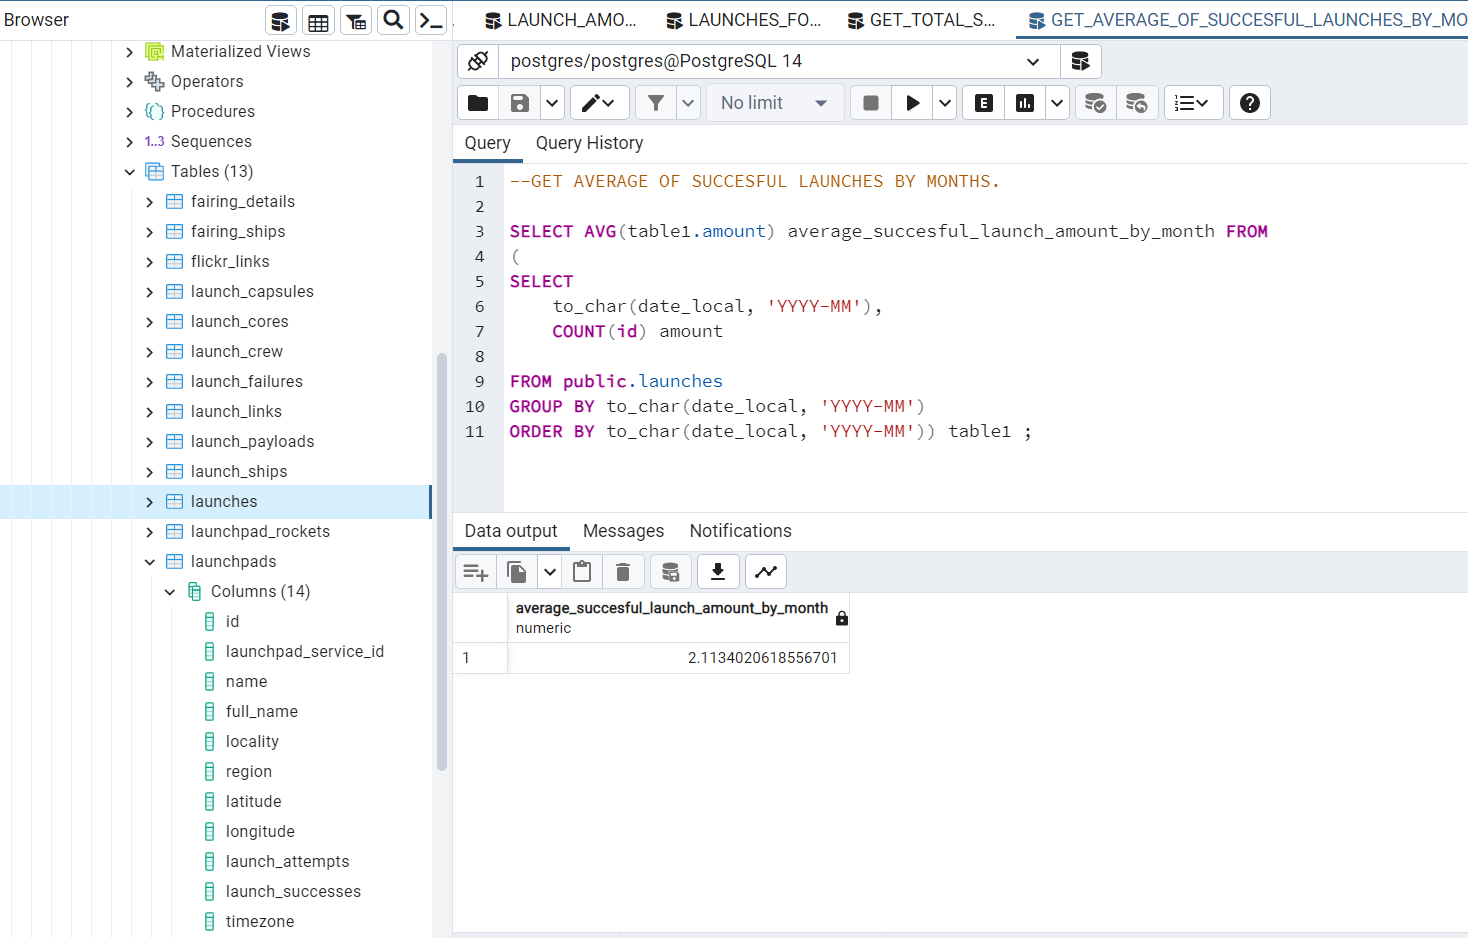 Browser
Materialized Views
Operators
Procedures
1..3 Sequences
Tables (13)
fairing_details
fairing_ships
flickr_links
launch_capsules
launch_cores
launch_crew
launch_failures
launch_links
launch_payloads
launch_ships
launches
launchpad_rockets
launchpads
Columns (14)
id
launchpad_service_id
name
full_name
locality
region
latitude
longitude
launch_attempts
launch_successes
timezone
LAUNCH_AMO... LAUNCHES_FO... GET_TOTAL_S... GET_AVERAGE_OF_SUCCESFUL_LAUNCHES_BY_MO
postgres/postgres@PostgreSQL 14
No limit E
Query Query History
1 --GET AVERAGE OF SUCCESFUL LAUNCHES BY MONTHS.
2
3 SELECT AVG(table1.amount) average_succesful_launch_amount_by_month FROM
4 (
5 SELECT
6 to_char(date_local, 'YYYY-MM'),
7 COUNT(id) amount
8
9 FROM public.launches
10 GROUP BY to_char(date_local, 'YYYY-MM')
11 ORDER BY to_char(date_local, 'YYYY-MM')) table1 ;
Data output Messages Notifications
average_succesful_launch_amount_by_month
numeric
1 2.1134020618556701